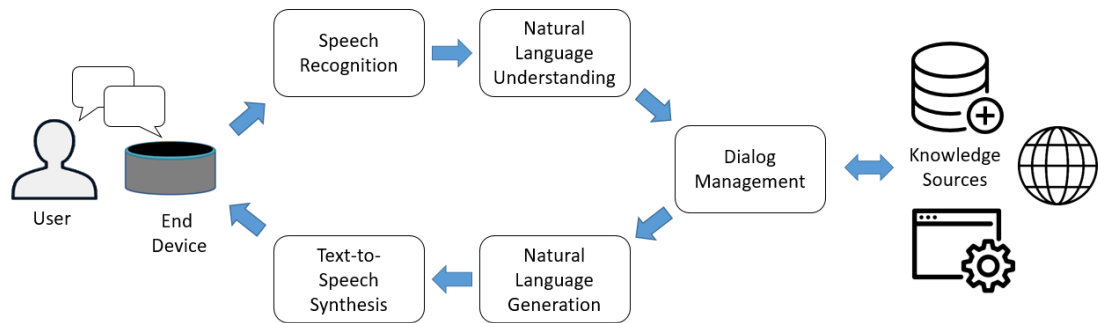 Speech
Recognition
Natural
Language
Understanding
Dialog
Management
Knowledge
Sources
User
End
Device
Text-to-
Speech
Synthesis
Natural
Language
Generation